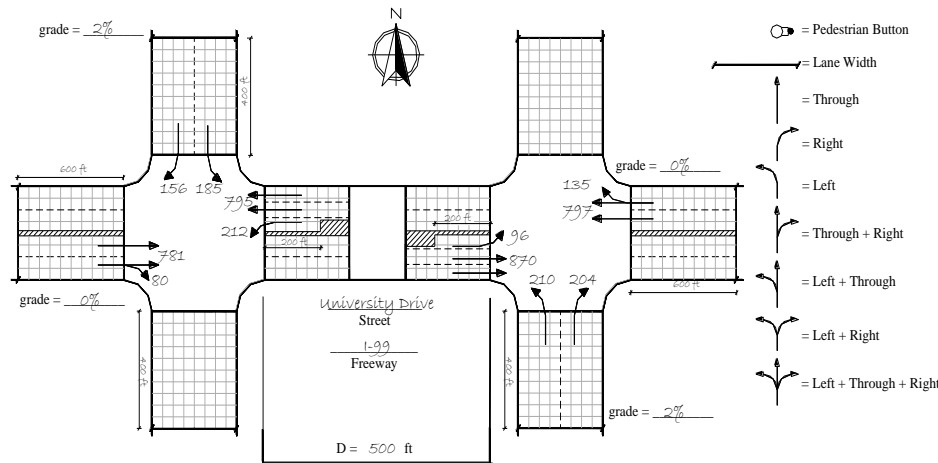 N
grade = 2%
= Pedestrian Button
= Lane Width
= Through
= Right
= Left
= Through + Right
= Left + Through
= Left + Right
= Left + Through + Right
400 ft
600 ft
156 185
795
212
200 ft
781
80
grade = 0%
400 ft
grade = 0%
135
797
200 ft
96
870
600 ft
210 204
400 ft
grade = 2%
University Drive
Street
I-99
Freeway
D = 500 ft